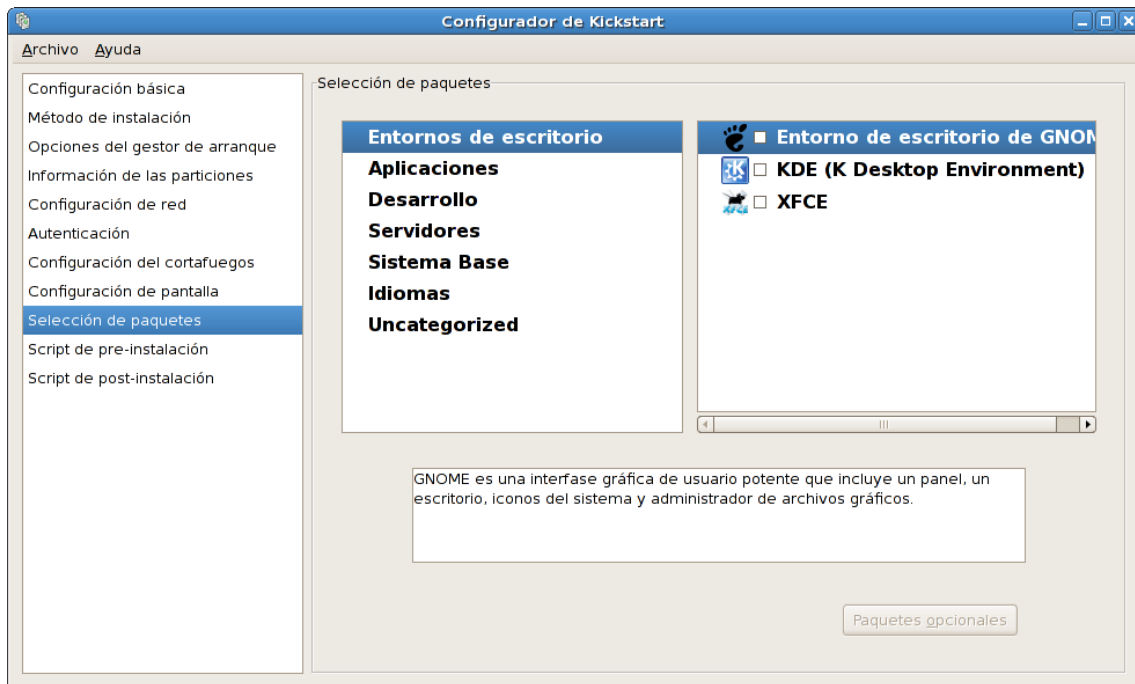 Configurador de Kickstart
Archivo Ayuda
Configuración básica
Método de instalación
Opciones del gestor de arranque
Información de las particiones
Configuración de red
Autenticación
Configuración del cortafuegos
Configuración de pantalla
Selección de paquetes
Script de pre-instalación
Script de post-instalación
Selección de paquetes
Entornos de escritorio
Aplicaciones
Desarrollo
Servidores
Sistema Base
Idiomas
Uncategorized
Entorno de escritorio de GNOM
KDE (K Desktop Environment)
XFCE
GNOME es una interfase gráfica de usuario potente que incluye un panel, un
escritorio, iconos del sistema y administrador de archivos gráficos.
Paquetes opcionales